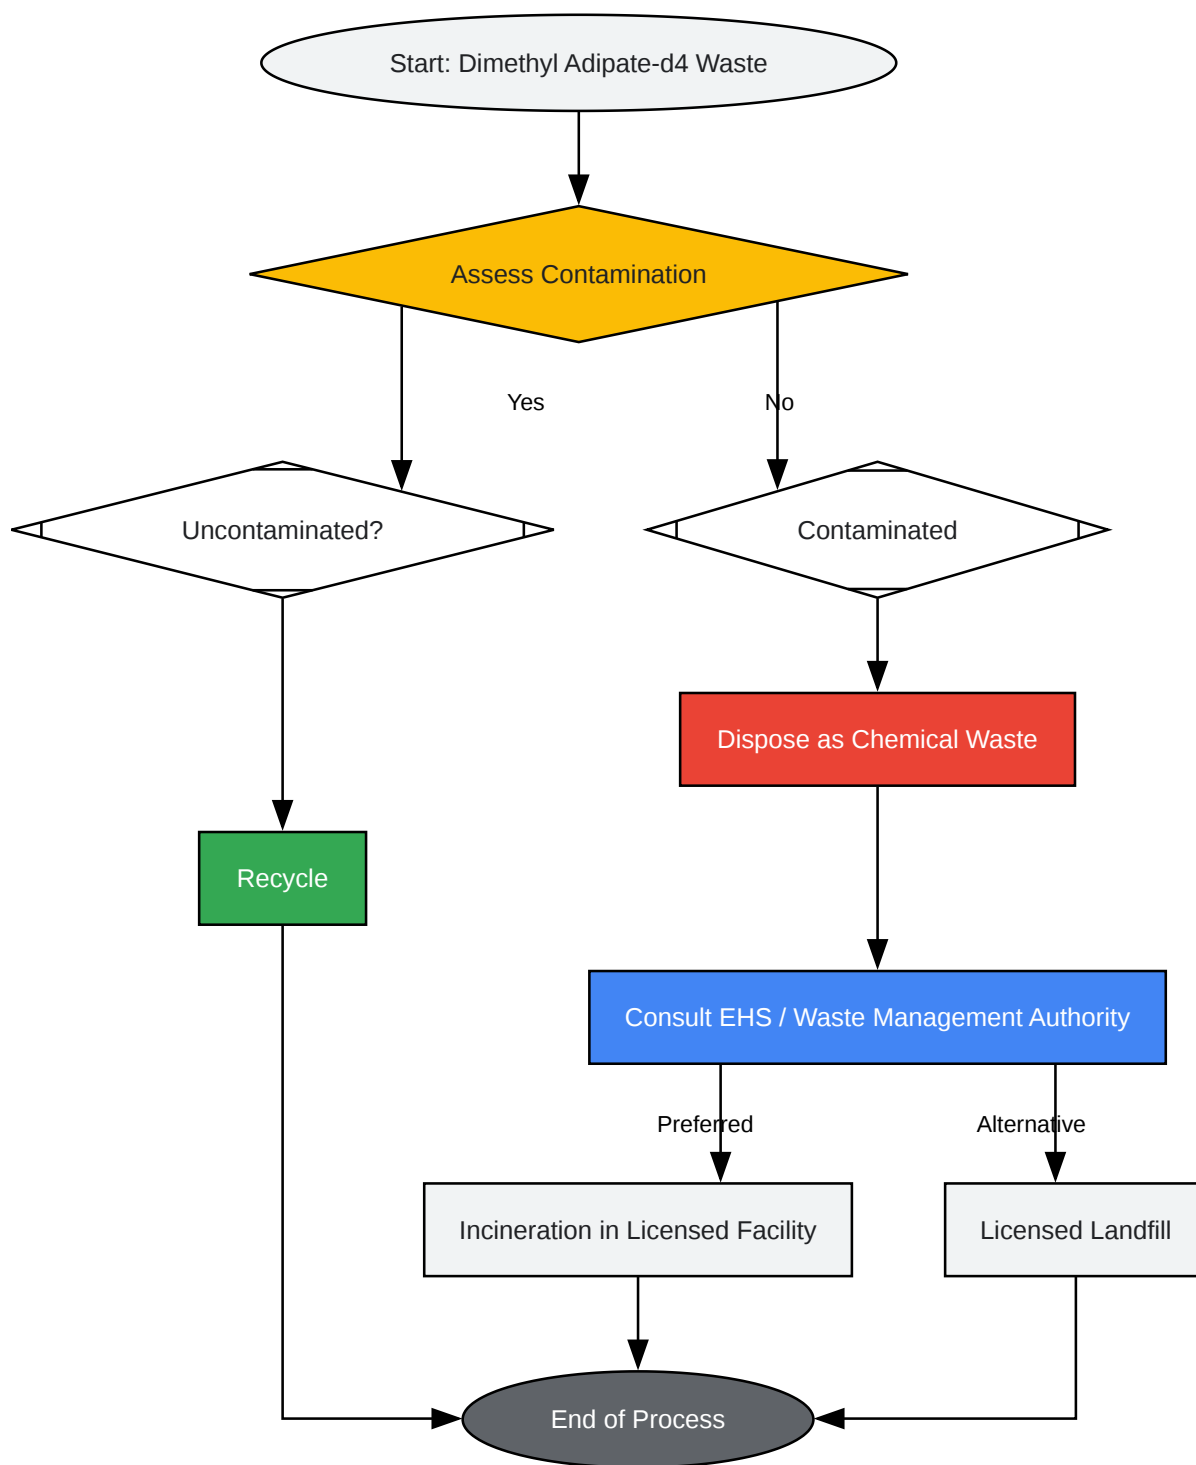 Start: Dimethyl Adipate-d4 Waste
Assess Contamination
Yes
No
Uncontaminated?
Contaminated
Dispose as Chemical Waste
Recycle
Consult EHS / Waste Management Authority
Preferred
Alternative
Incineration in Licensed Facility
Licensed Landfill
End of Process